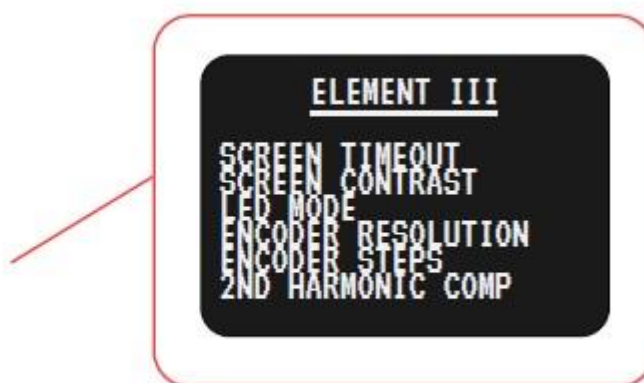 ELEMENT III
SCREEN TIMEOUT
SCREEN CONTRAST
LED MODE
ENCODER RESOLUTION
ENCODER STEPS
2ND HARMONIC COMP